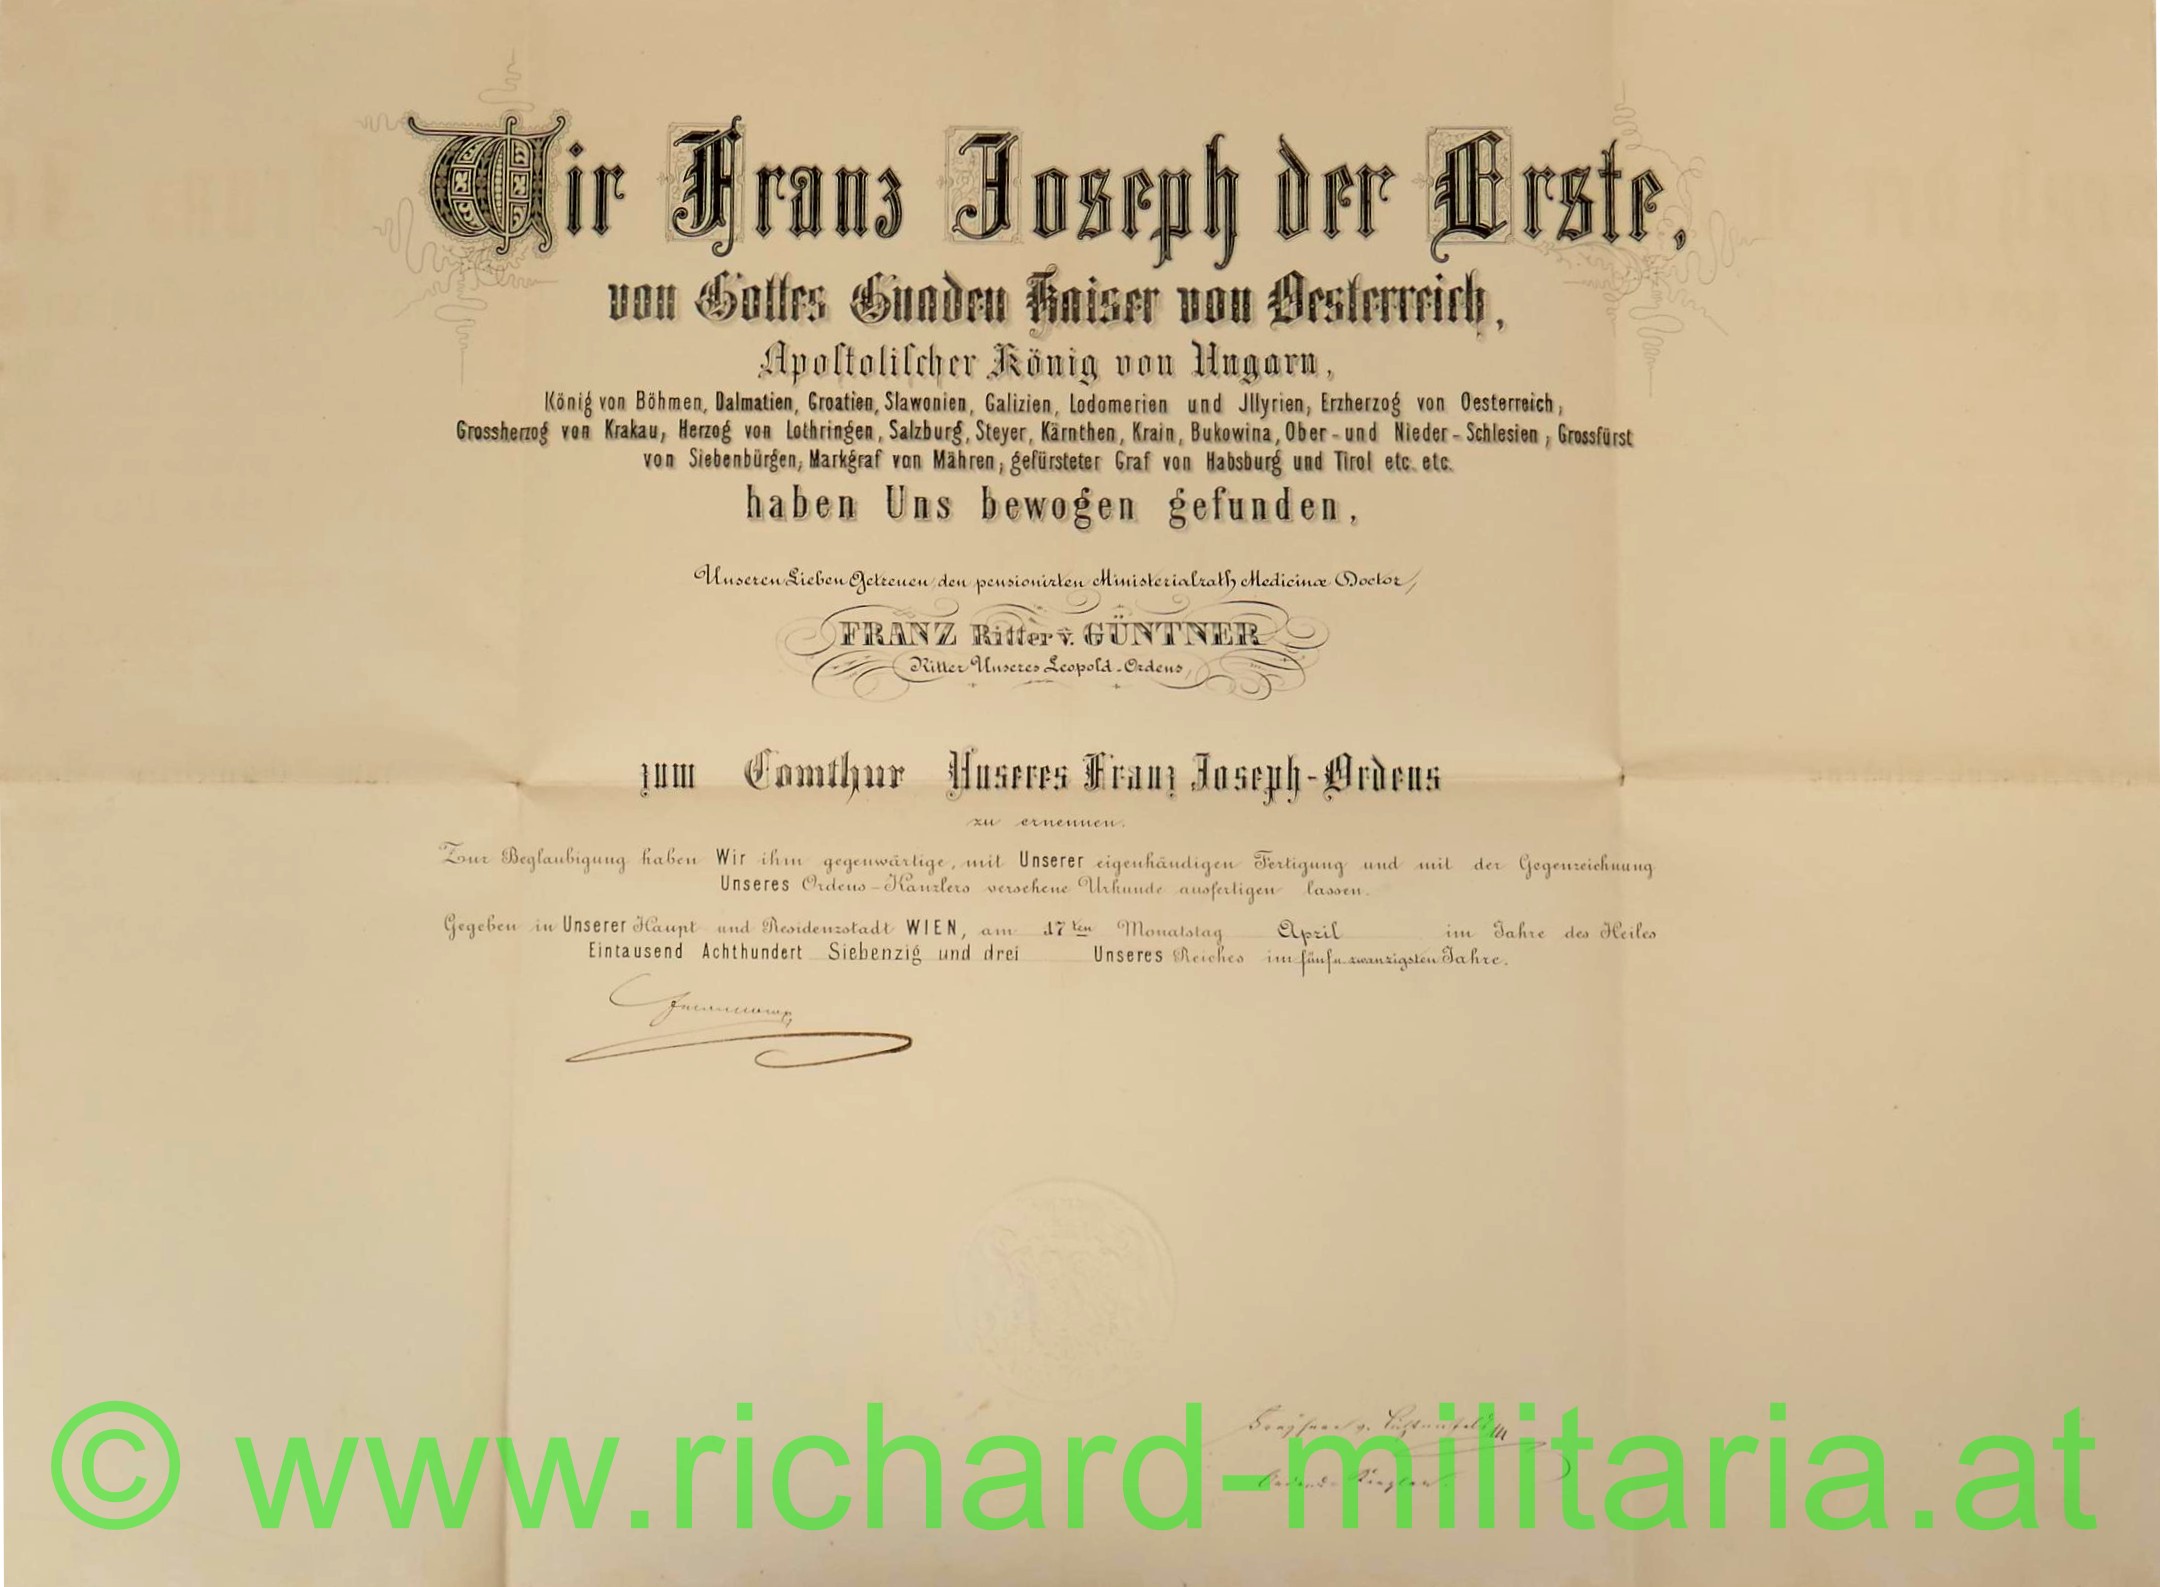 Wir Franz Joseph der Erste,
von Gottes Gnaden Kaiser von Oesterreich,
Apostolischer König von Ungarn,
König von Böhmen, Dalmatien, Croatien, Slawonien, Galizien, Lodomerien und Jllyrien, Erzherzog von Oesterreich,
Grossherzog von Krakau, Herzog von Lothringen, Salzburg, Steyer, Kärnthen, Krain, Bukowina, Ober- und Nieder-Schlesien, Grossfürst
von Siebenbürgen, Markgraf von Mähren, gefürsteter Graf von Habsburg und Tirol etc. etc.
haben Uns bewogen gefunden,
Unseren Lieben Getreuen, den pensionirten Ministerialrath Medicinæ Doctor,
FRANZ Ritter v. GÜNTNER
Ritter Unseres Leopold-Ordens,
zum Comthur Unseres Franz Joseph-Ordens
zu ernennen.
Zur Beglaubigung haben Wir ihm gegenwärtige, mit Unserer eigenhändigen Fertigung und mit der Gegenzeichnung
Unseres Ordens-Kanzlers versehene Urkunde ausfertigen lassen.
Gegeben in Unserer Haupt und Residenzstadt WIEN, am 17ten Monatstag April im Jahre des Heiles
Eintausend Achthundert Siebenzig und drei Unseres Reiches im fünfu.zwanzigsten Jahre.
© www.richard-militaria.at